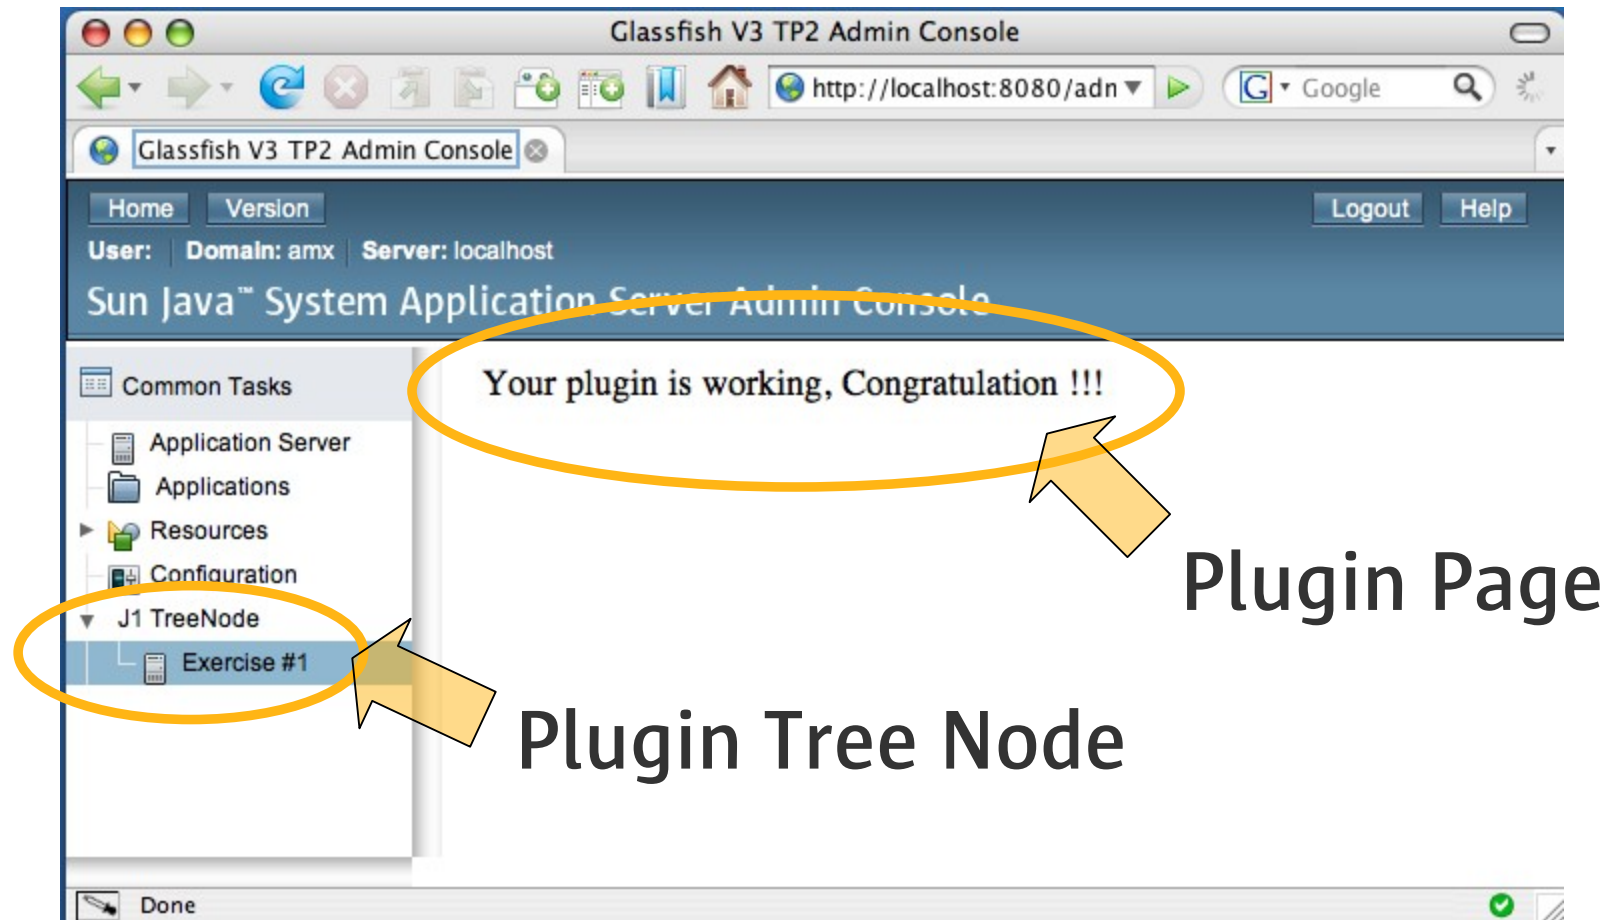 Glassfish V3 TP2 Admin Console
http://localhost:8080/adn
G Google
Glassfish V3 TP2 Admin Console
Home Version Logout Help
User: Domain: amx Server: localhost
Sun Java™ System Application Server Admin Console
Common Tasks
Your plugin is working, Congratulation !!!
Application Server
Applications
Resources
Configuration
J1 TreeNode
Exercise #1
Plugin Page
Plugin Tree Node
Done